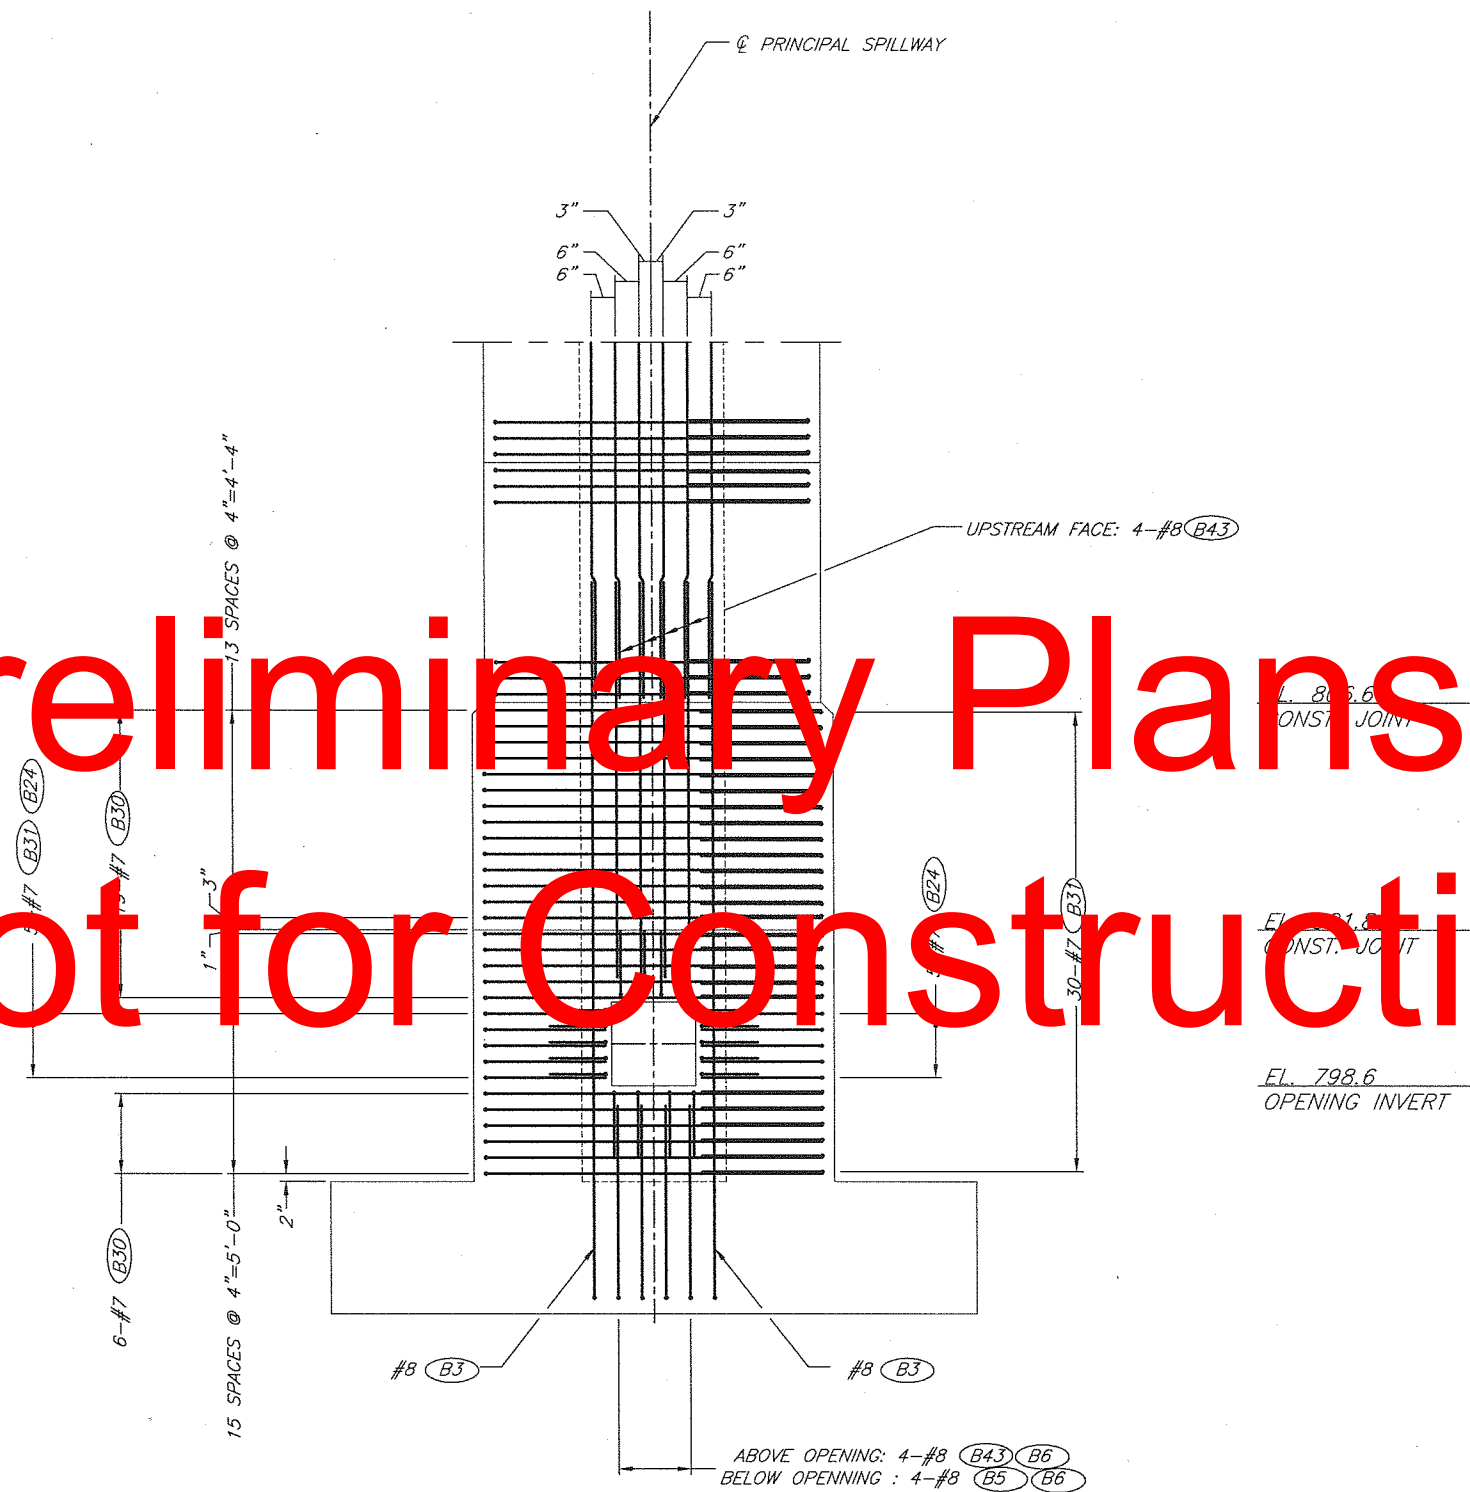 ℄ PRINCIPAL SPILLWAY
3" 3"
6" 6"
6" 6"
UPSTREAM FACE: 4-#8 B43
13 SPACES @ 4"=4'-4"
reliminary Plans
CONST. JOINT
B31 B24
#7 B30
3"
1"
B24
30-#7 B31
ot for Constructi
CONST. JOINT
EL. 798.6
OPENING INVERT
6-#7 B30
15 SPACES @ 4"=5'-0"
2"
#8 B3
#8 B3
ABOVE OPENING: 4-#8 B43 B6
BELOW OPENNING : 4-#8 B5 B6